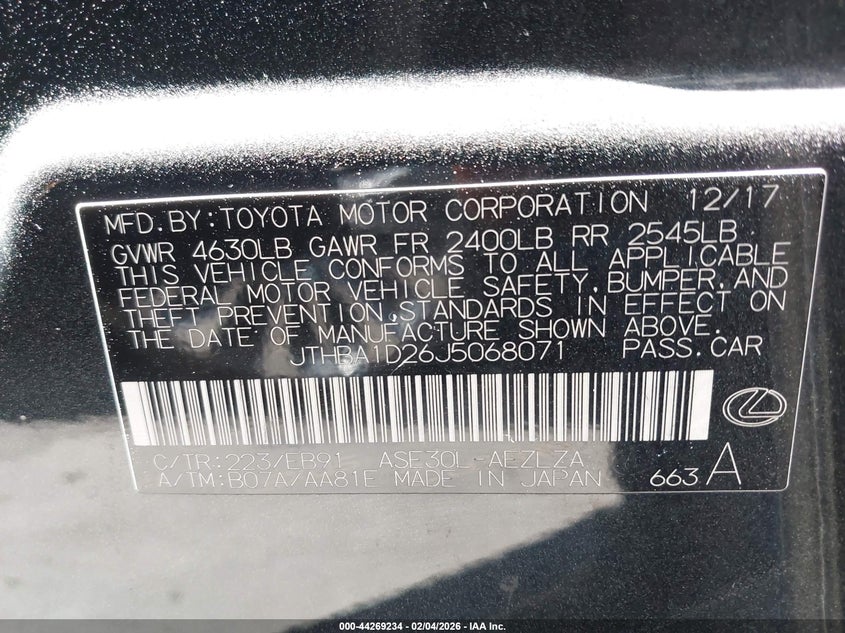 MFD.BY:TOYOTA MOTOR CORPORATION 12/17
GVWR 4630LB GAWR FR 2400LB RR 2545LB
THIS VEHICLE CONFORMS TO ALL APPLICABLE
FEDERAL MOTOR VEHICLE SAFETY,BUMPER,AND
THEFT PREVENTION STANDARDS IN EFFECT ON
THE DATE OF MANUFACTURE SHOWN ABOVE.
JTHBA1D26J5068071 PASS.CAR
C/TR:223/EB91 ASE30L-AEZLZA
A/TM:B07A/AA81E MADE IN JAPAN 663 A
000-44269234 - 02/04/2026 - IAA Inc.